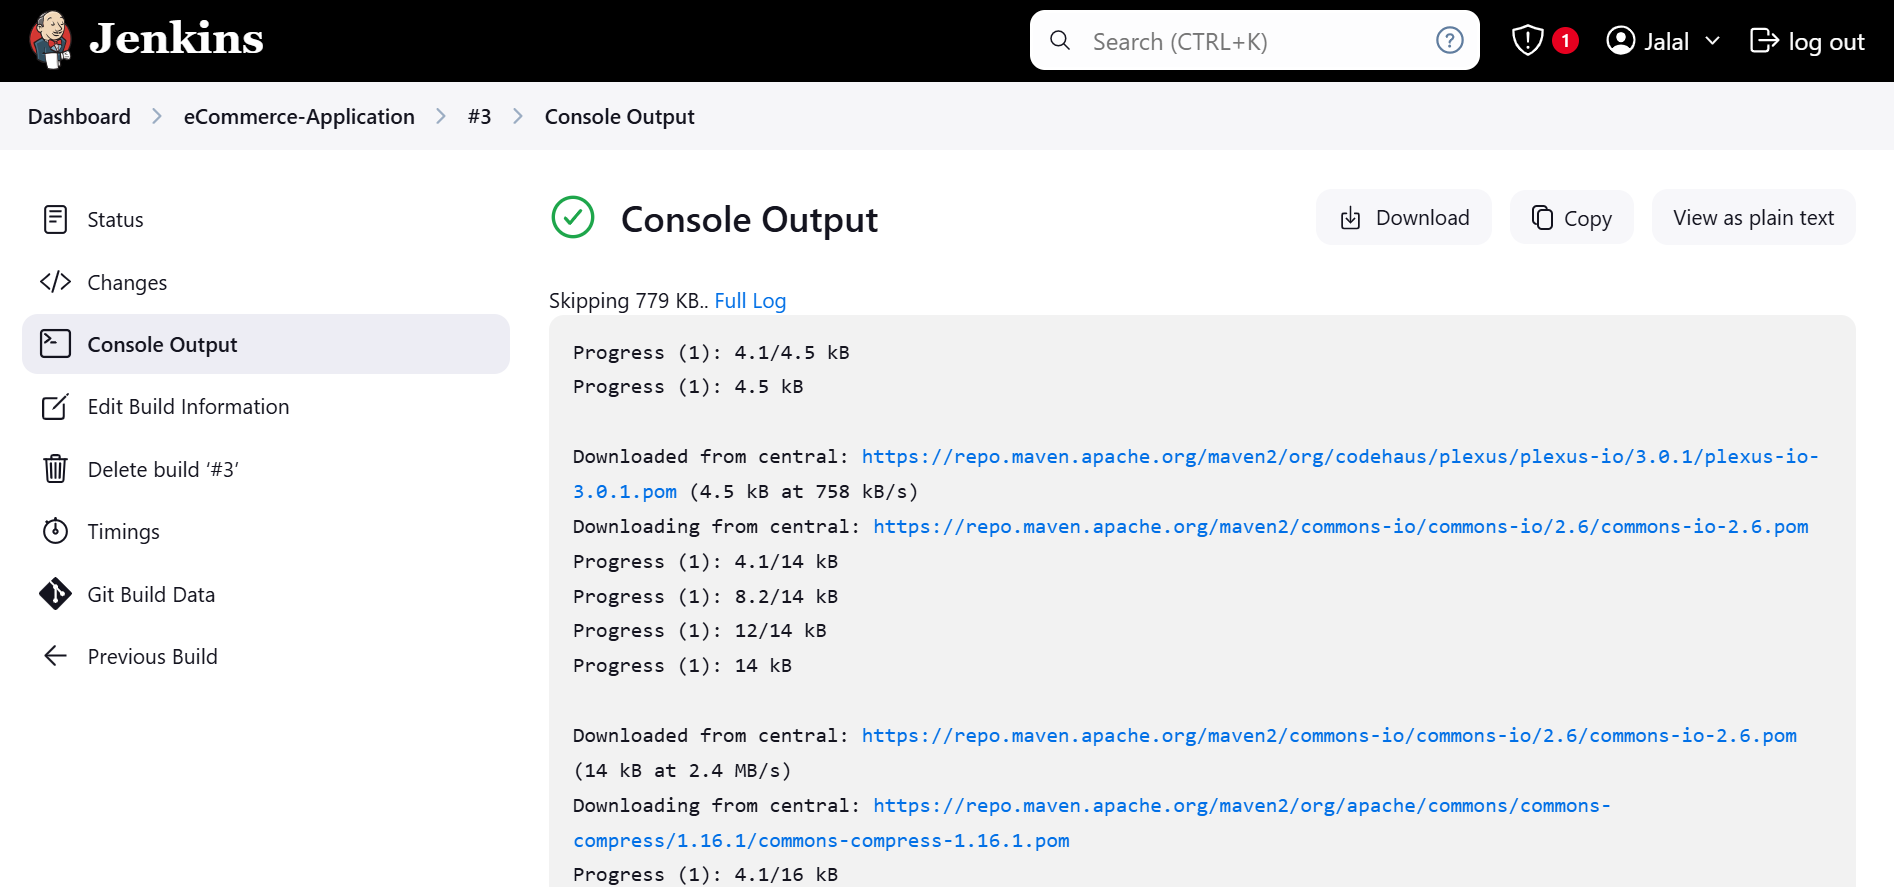 Jenkins
Search (CTRL+K)
1
Jalal
log out
Dashboard
eCommerce-Application
#3
Console Output
Status
Changes
Console Output
Edit Build Information
Delete build ‘#3’
Timings
Git Build Data
Previous Build
Console Output
Download
Copy
View as plain text
Skipping 779 KB.. Full Log
Progress (1): 4.1/4.5 kB
Progress (1): 4.5 kB
Downloaded from central: https://repo.maven.apache.org/maven2/org/codehaus/plexus/plexus-io/3.0.1/plexus-io-
3.0.1.pom (4.5 kB at 758 kB/s)
Downloading from central: https://repo.maven.apache.org/maven2/commons-io/commons-io/2.6/commons-io-2.6.pom
Progress (1): 4.1/14 kB
Progress (1): 8.2/14 kB
Progress (1): 12/14 kB
Progress (1): 14 kB
Downloaded from central: https://repo.maven.apache.org/maven2/commons-io/commons-io/2.6/commons-io-2.6.pom
(14 kB at 2.4 MB/s)
Downloading from central: https://repo.maven.apache.org/maven2/org/apache/commons/commons-
compress/1.16.1/commons-compress-1.16.1.pom
Progress (1): 4.1/16 kB